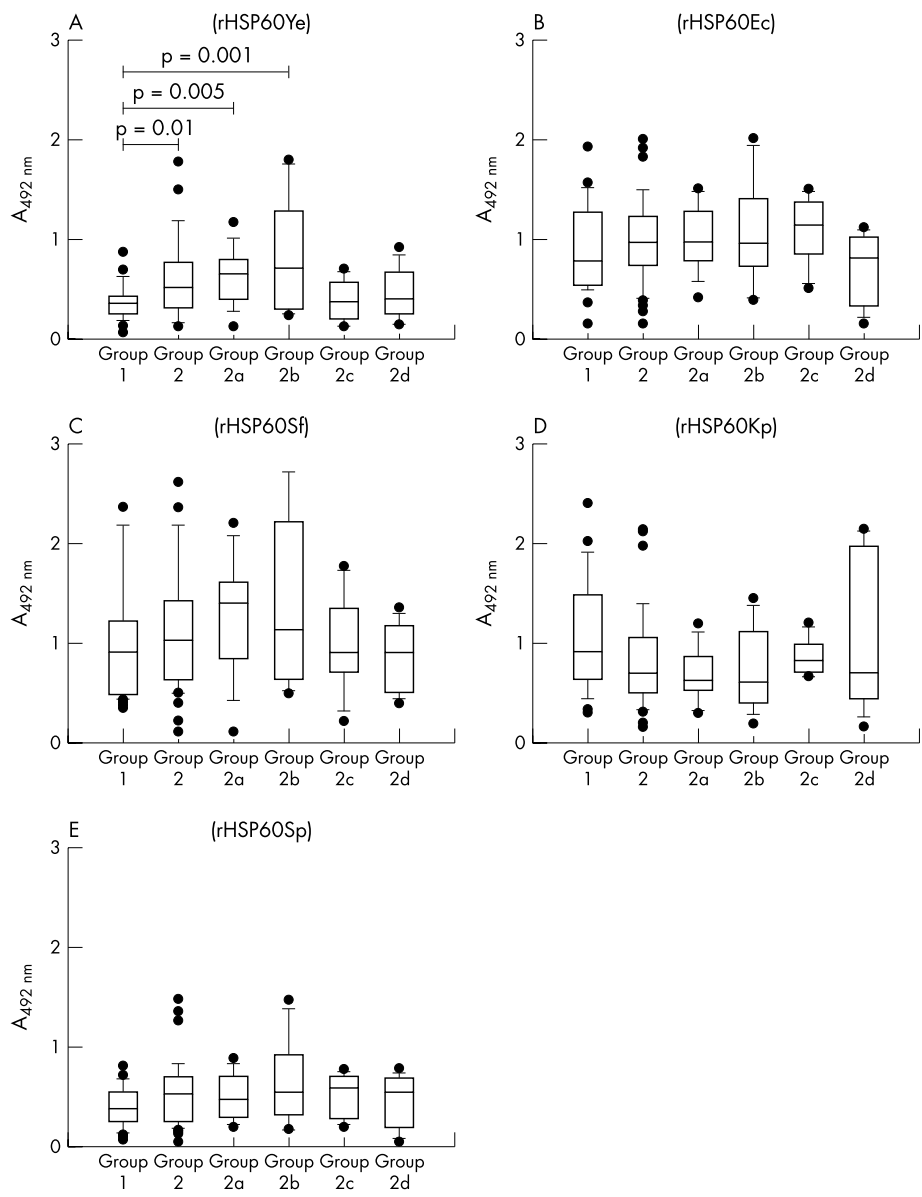 A (rHSP60Ye)
3
p = 0.001
p = 0.005
p = 0.01
2
A492 nm
1
0
Group Group Group Group Group Group
1 2 2a 2b 2c 2d
B (rHSP60Ec)
3
2
A492 nm
1
0
Group Group Group Group Group Group
1 2 2a 2b 2c 2d
C (rHSP60Sf)
3
2
A492 nm
1
0
Group Group Group Group Group Group
1 2 2a 2b 2c 2d
D (rHSP60Kp)
3
2
A492 nm
1
0
Group Group Group Group Group Group
1 2 2a 2b 2c 2d
E (rHSP60Sp)
3
2
A492 nm
1
0
Group Group Group Group Group Group
1 2 2a 2b 2c 2d